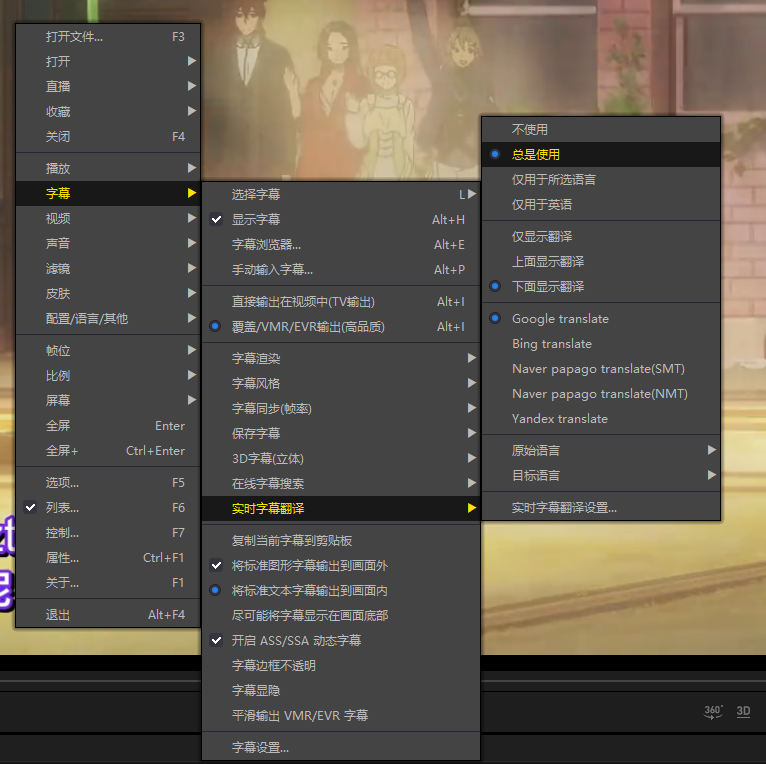 打开文件... F3
打开
直播
收藏
关闭 F4
播放
字幕
视频
声音
滤镜
皮肤
配置/语言/其他
帧位
比例
屏幕
全屏 Enter
全屏+ Ctrl+Enter
选项... F5
列表... F6
控制... F7
属性... Ctrl+F1
关于... F1
退出 Alt+F4
选择字幕 L
显示字幕 Alt+H
字幕浏览器... Alt+E
手动输入字幕... Alt+P
直接输出在视频中(TV输出) Alt+I
覆盖/VMR/EVR输出(高品质) Alt+I
字幕渲染
字幕风格
字幕同步(帧率)
保存字幕
3D字幕(立体)
在线字幕搜索
实时字幕翻译
复制当前字幕到剪贴板
将标准图形字幕输出到画面外
将标准文本字幕输出到画面内
尽可能将字幕显示在画面底部
开启 ASS/SSA 动态字幕
字幕边框不透明
字幕显隐
平滑输出 VMR/EVR 字幕
字幕设置...
不使用
总是使用
仅用于所选语言
仅用于英语
仅显示翻译
上面显示翻译
下面显示翻译
Google translate
Bing translate
Naver papago translate(SMT)
Naver papago translate(NMT)
Yandex translate
原始语言
目标语言
实时字幕翻译设置...
360° 3D